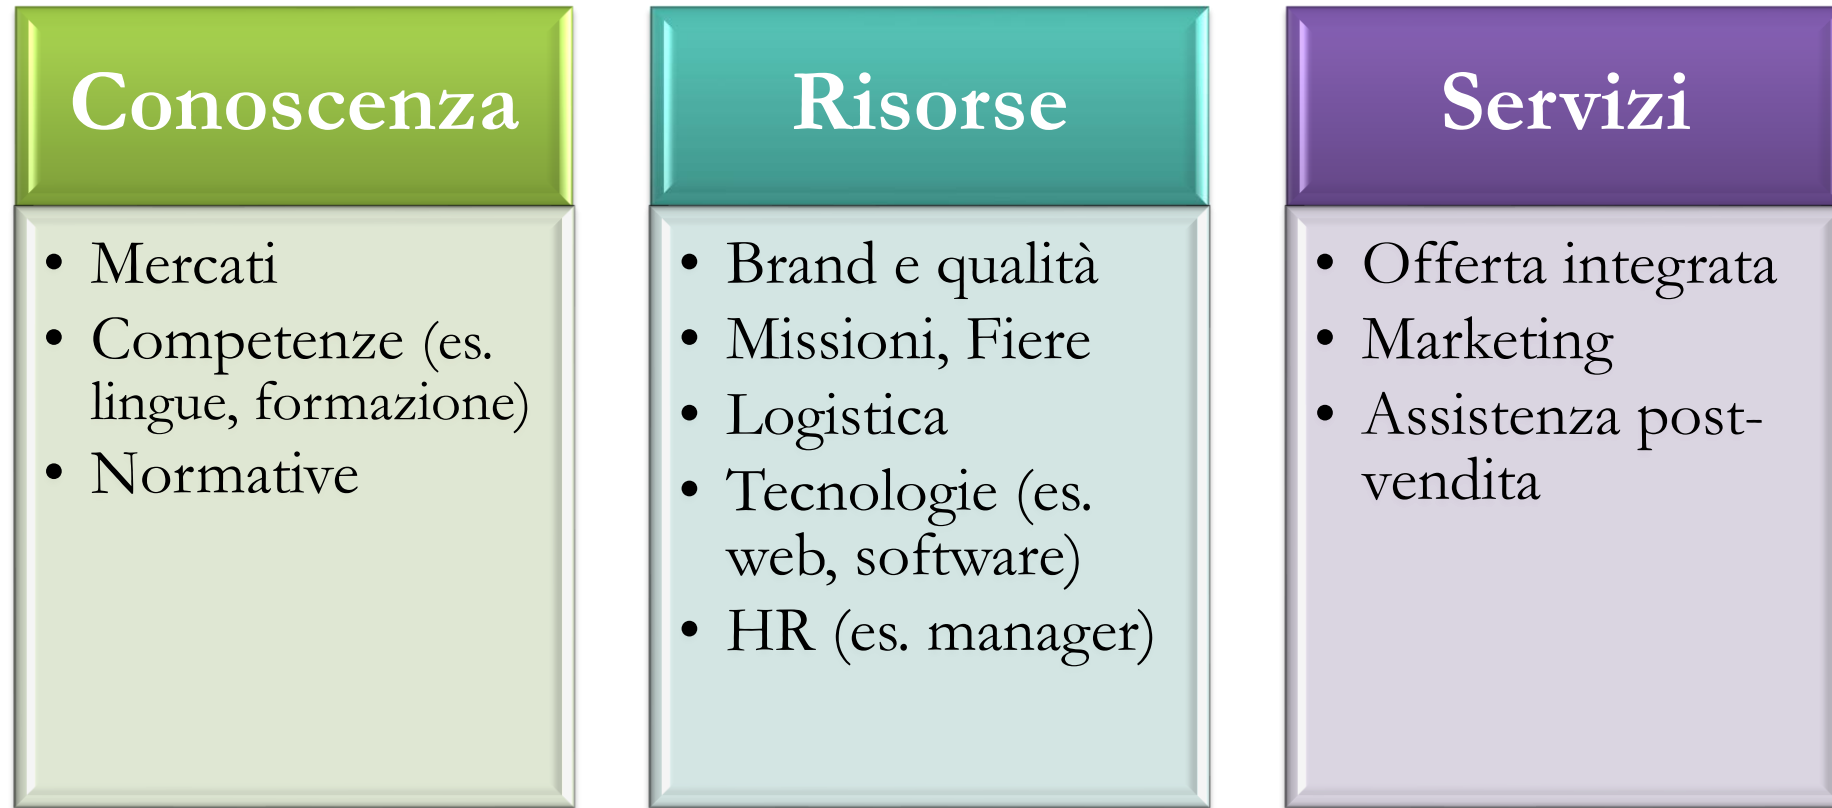 Conoscenza
• Mercati
• Competenze (es.
lingue, formazione)
• Normative
Risorse
• Brand e qualità
• Missioni, Fiere
• Logistica
• Tecnologie (es.
web, software)
• HR (es. manager)
Servizi
• Offerta integrata
• Marketing
• Assistenza post-
vendita